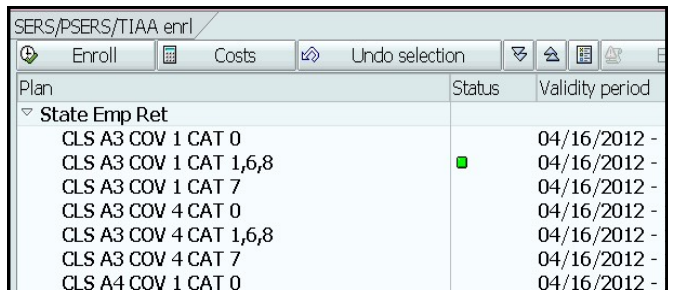 SERS/PSERS/TIAA enrl
Enroll Costs Undo selection
Plan Status Validity period
State Emp Ret
CLS A3 COV 1 CAT 0 04/16/2012 -
CLS A3 COV 1 CAT 1,6,8 04/16/2012 -
CLS A3 COV 1 CAT 7 04/16/2012 -
CLS A3 COV 4 CAT 0 04/16/2012 -
CLS A3 COV 4 CAT 1,6,8 04/16/2012 -
CLS A3 COV 4 CAT 7 04/16/2012 -
CLS A4 COV 1 CAT 0 04/16/2012 -